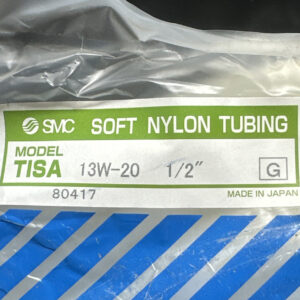 SMC SOFT NYLON TUBING
MODEL
TISA 13W-20 1/2" G
80417 MADE IN JAPAN